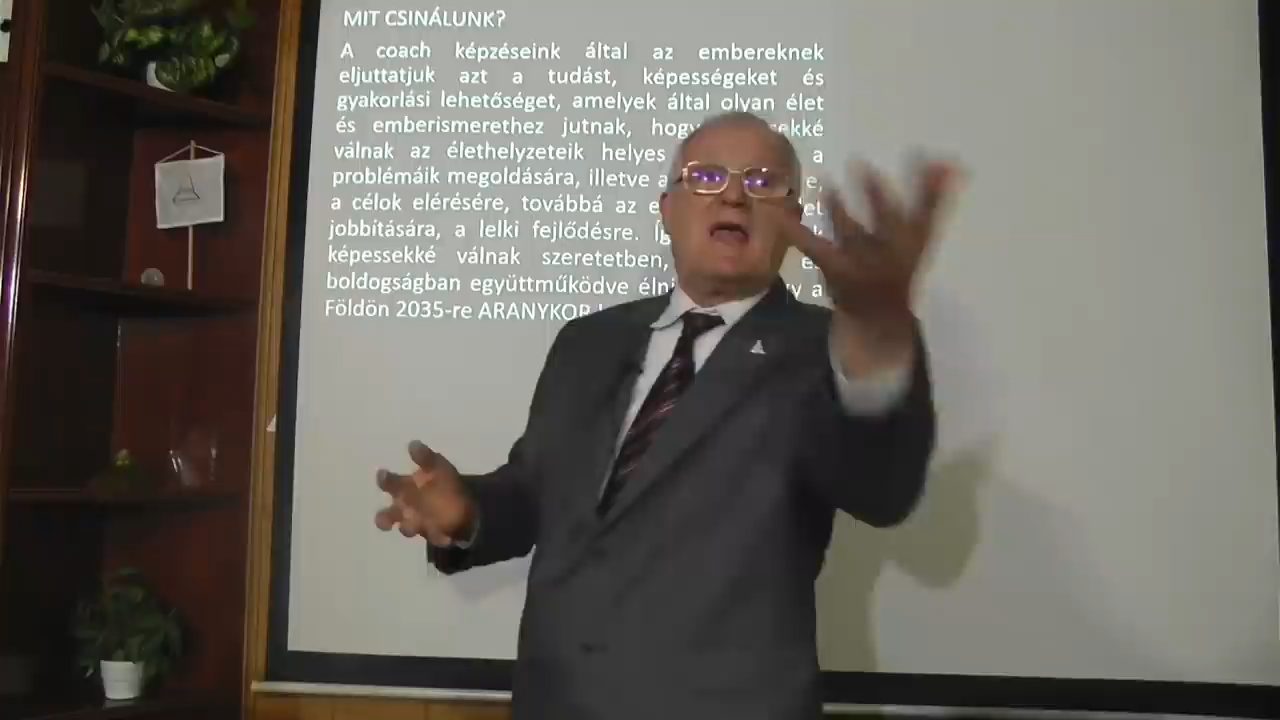 MIT CSINÁLUNK?
A coach képzéseink által az embereknek
eljuttatjuk azt a tudást, képességeket és
gyakorlási lehetőséget, amelyek által olyan élet
és emberismerethez jutnak, hogy
válnak az élethelyzeteik helyes a
problémáik megoldására, illetve
a célok elérésére, továbbá az
jobbítására, a lelki fejlődésre.
képessekké válnak szeretetben,
boldogságban együttműködve a
Földön 2035-re ARANYKOR